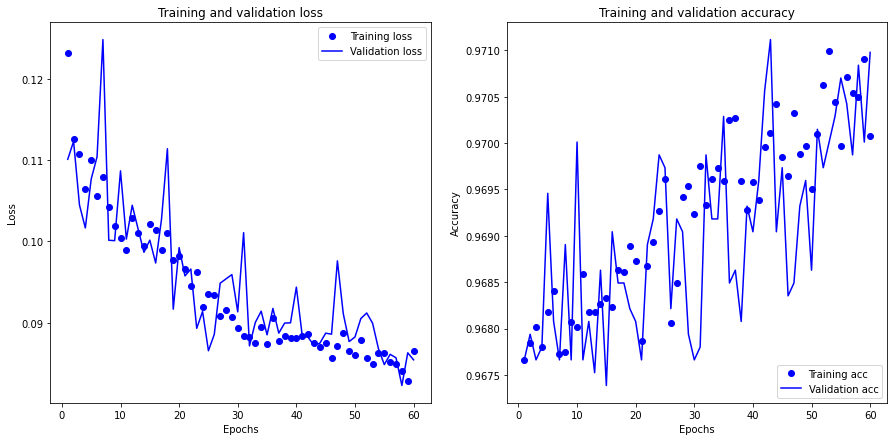 Training and validation loss
Training loss
Validation loss
0.12
0.11
0.10
0.09
Loss
0
10
20
30
40
50
60
Epochs
Training and validation accuracy
0.9710
0.9705
0.9700
0.9695
0.9690
0.9685
0.9680
0.9675
Accuracy
Training acc
Validation acc
0
10
20
30
40
50
60
Epochs